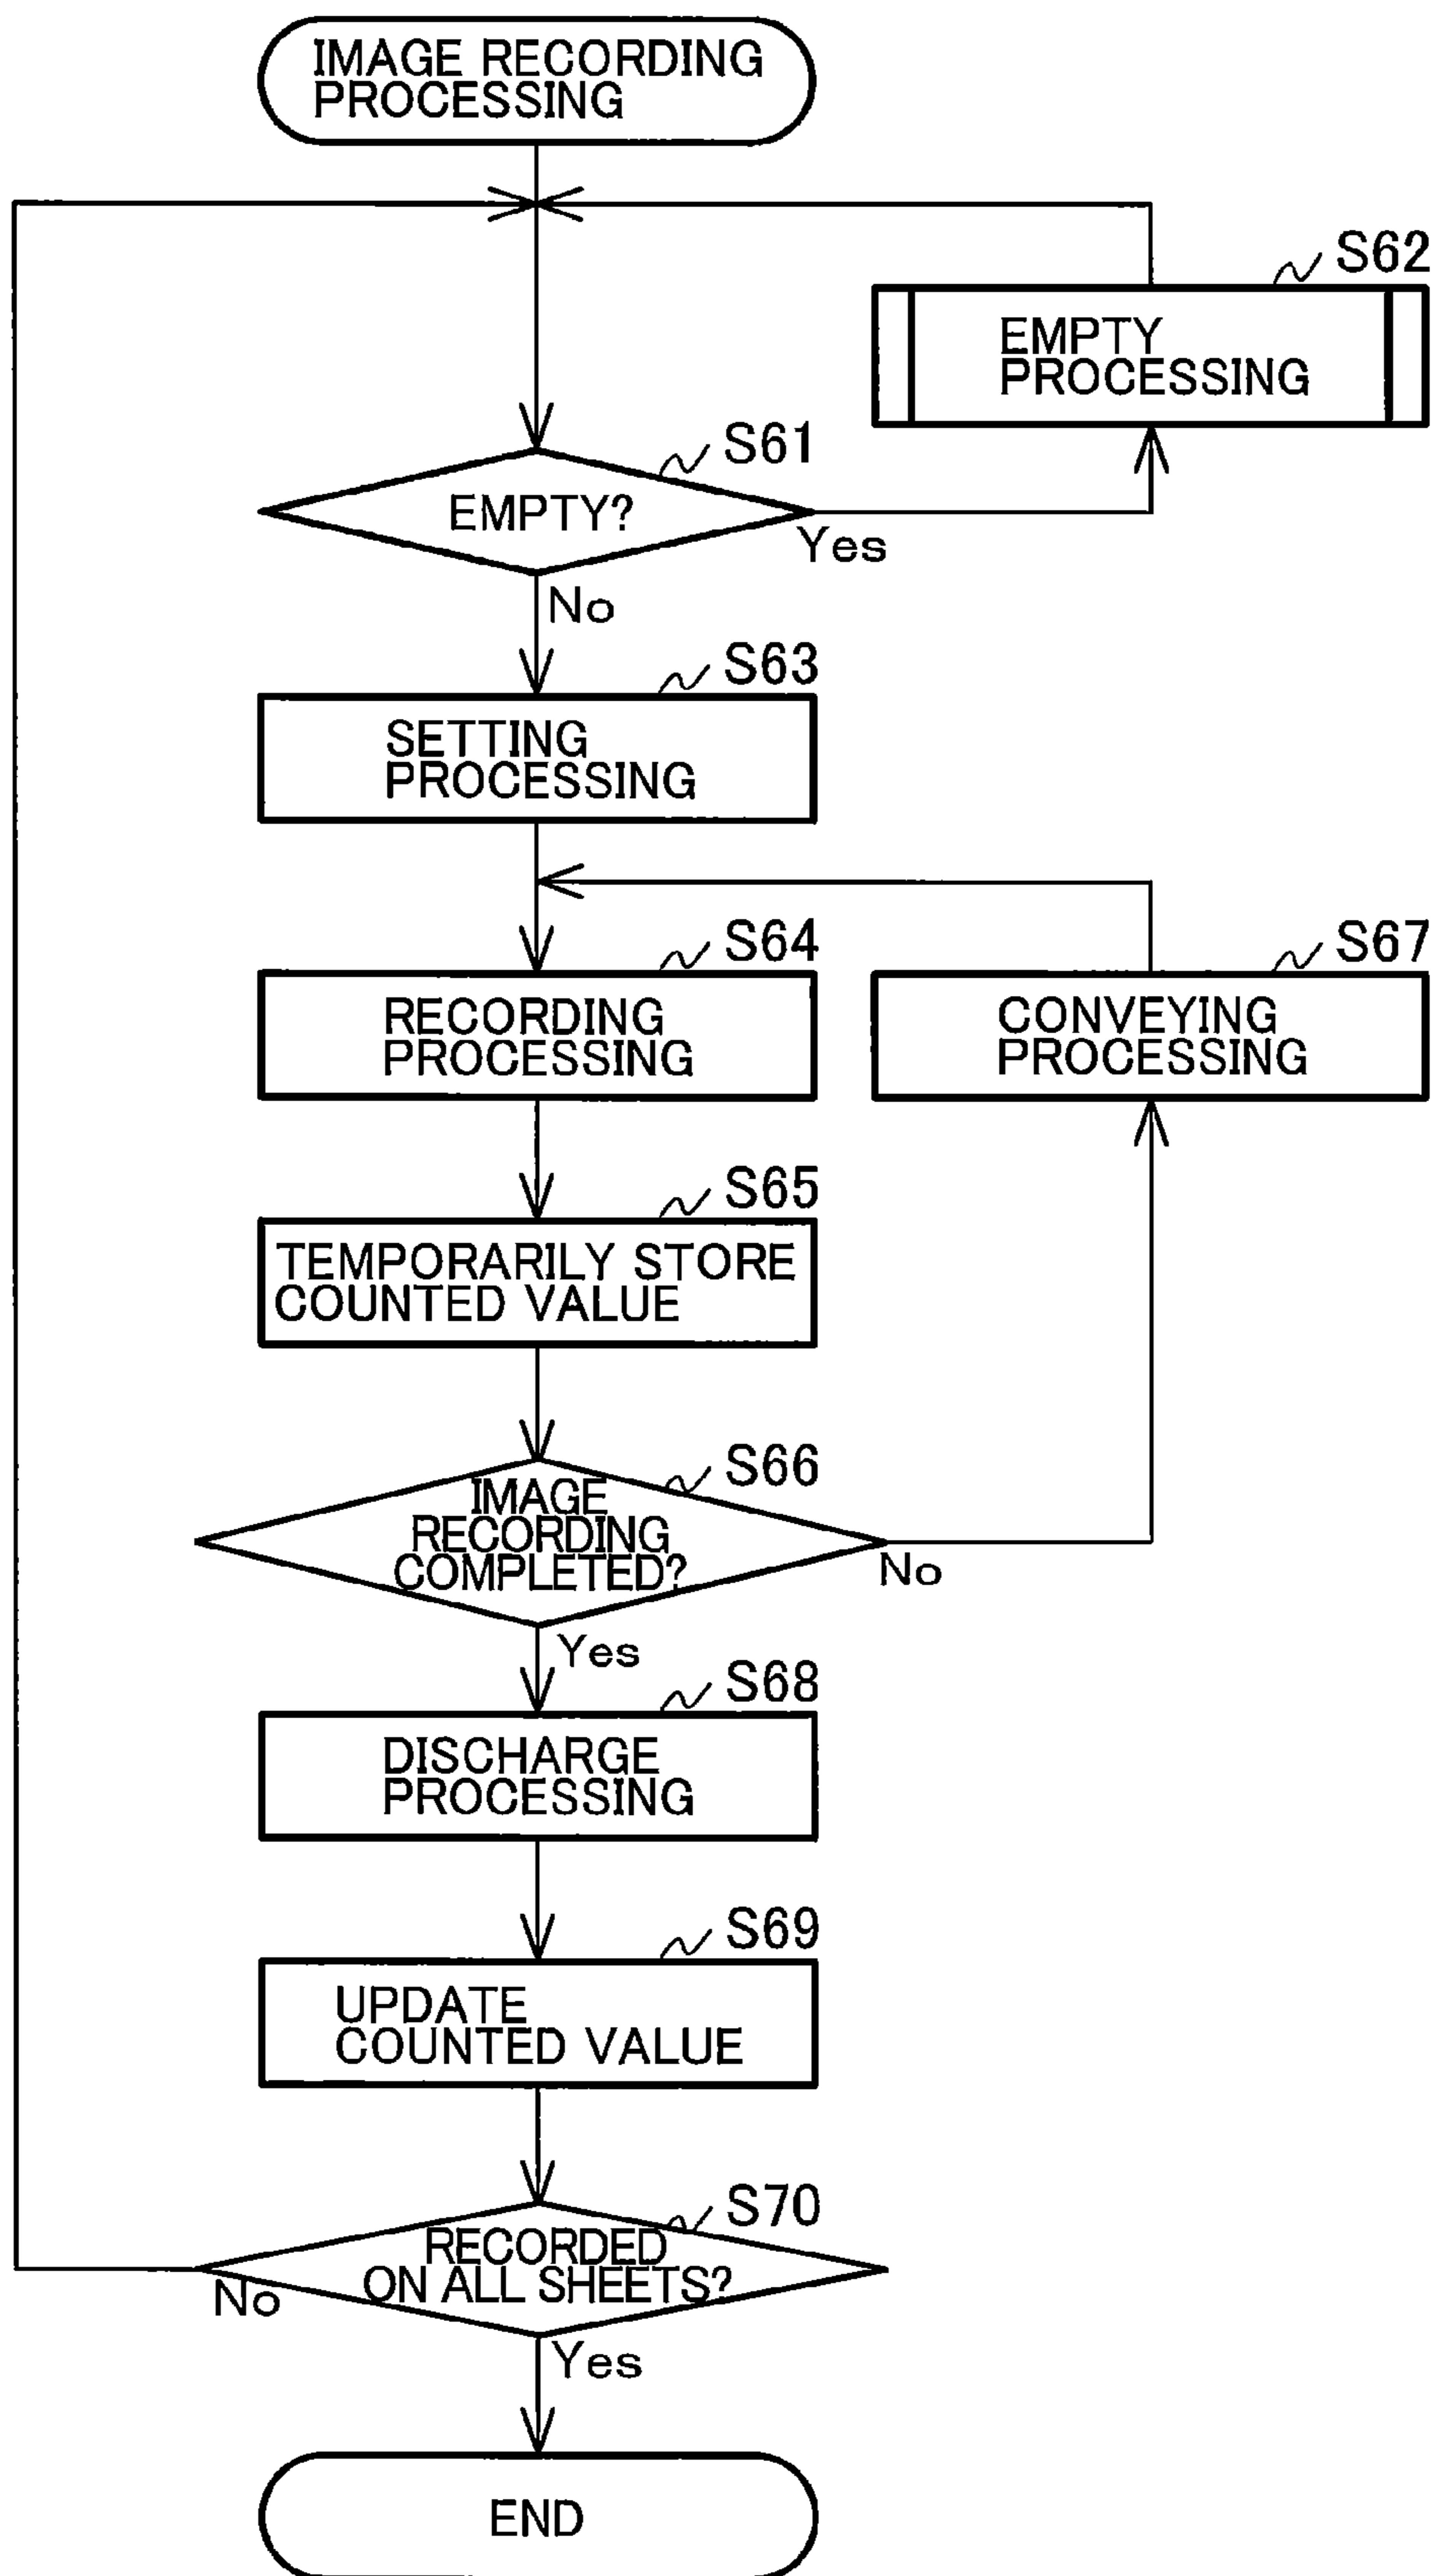 IMAGE RECORDING
PROCESSING
S62
EMPTY
PROCESSING
S61
EMPTY?
Yes
No
S63
SETTING
PROCESSING
S64
RECORDING
PROCESSING
S67
CONVEYING
PROCESSING
S65
TEMPORARILY STORE
COUNTED VALUE
S66
IMAGE
RECORDING
COMPLETED?
No
Yes
S68
DISCHARGE
PROCESSING
S69
UPDATE
COUNTED VALUE
S70
RECORDED
ON ALL SHEETS?
No
Yes
END